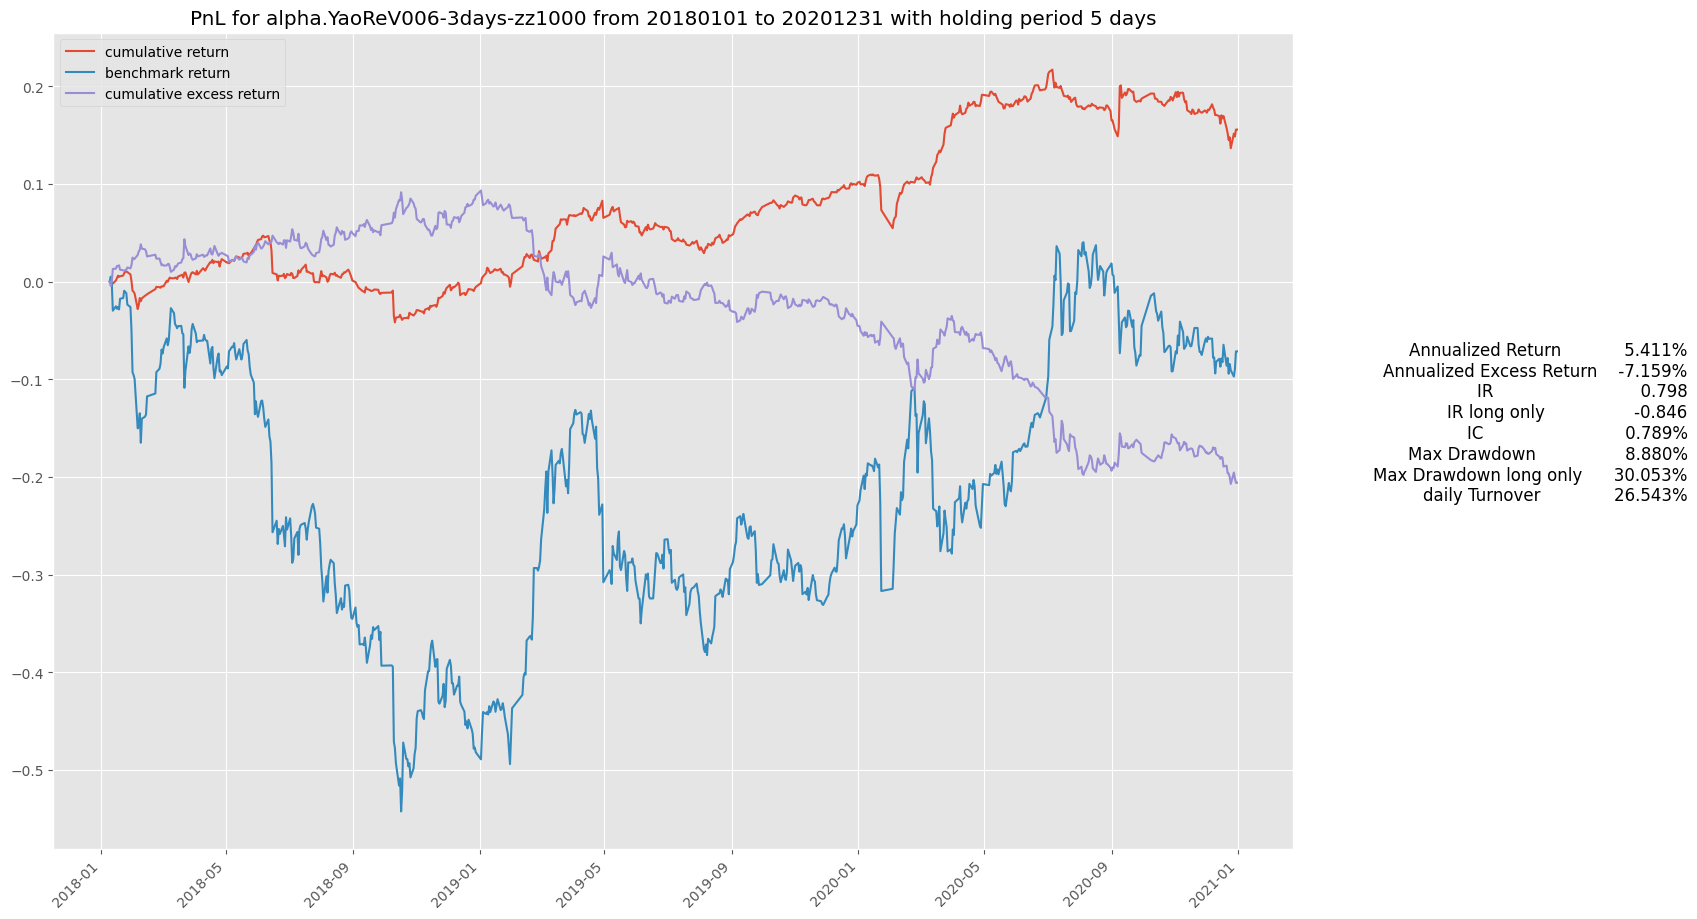 PnL for alpha.YaoReV006-3days-zz1000 from 20180101 to 20201231 with holding period 5 days
cumulative return
benchmark return
cumulative excess return
0.2
0.1
0.0
−0.1
−0.2
−0.3
−0.4
−0.5
2018-01
2018-05
2018-09
2019-01
2019-05
2019-09
2020-01
2020-05
2020-09
2021-01
Annualized Return 5.411%
Annualized Excess Return -7.159%
IR 0.798
IR long only -0.846
IC 0.789%
Max Drawdown 8.880%
Max Drawdown long only 30.053%
daily Turnover 26.543%